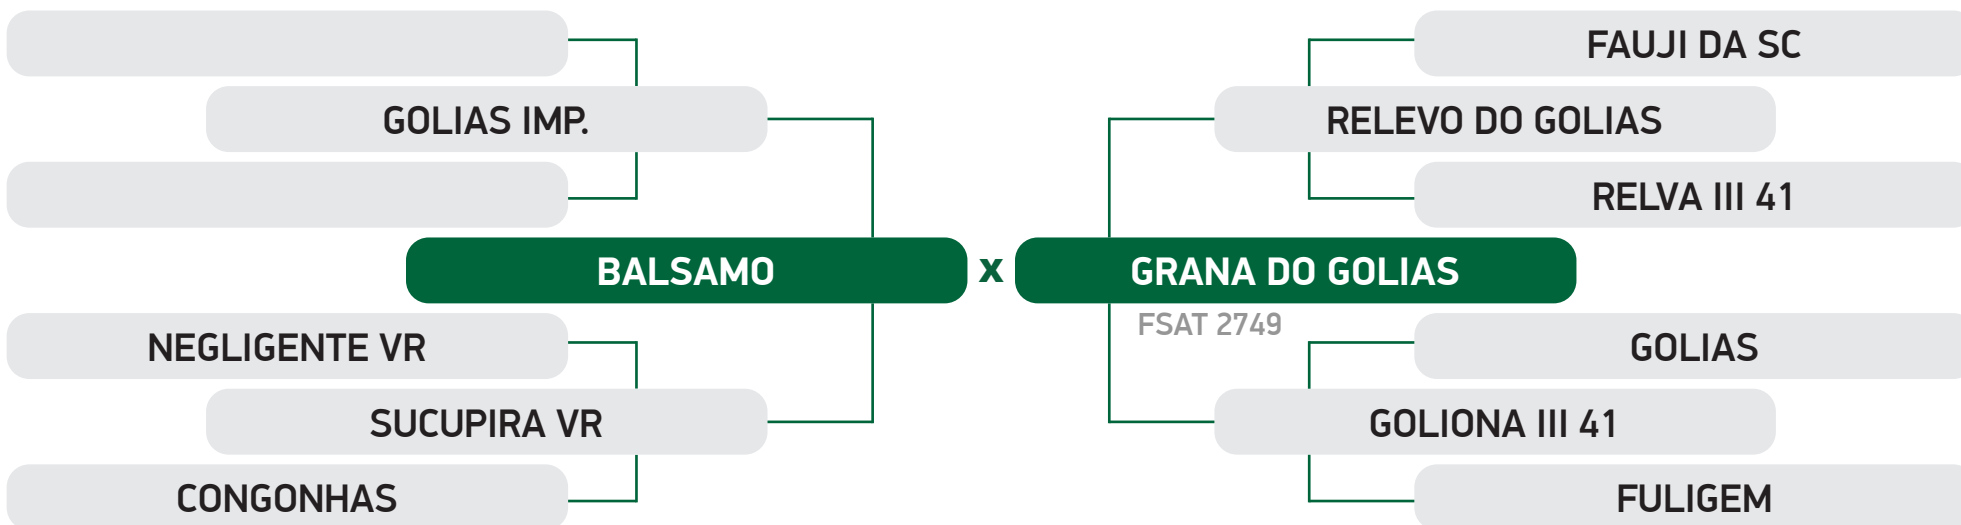 FAUJI DA SC
GOLIAS IMP.
RELEVO DO GOLIAS
RELVA III 41
BALSAMO x GRANA DO GOLIAS
FSAT 2749
NEGLIGENTE VR
GOLIAS
SUCUPIRA VR
GOLIONA III 41
CONGONHAS
FULIGEM